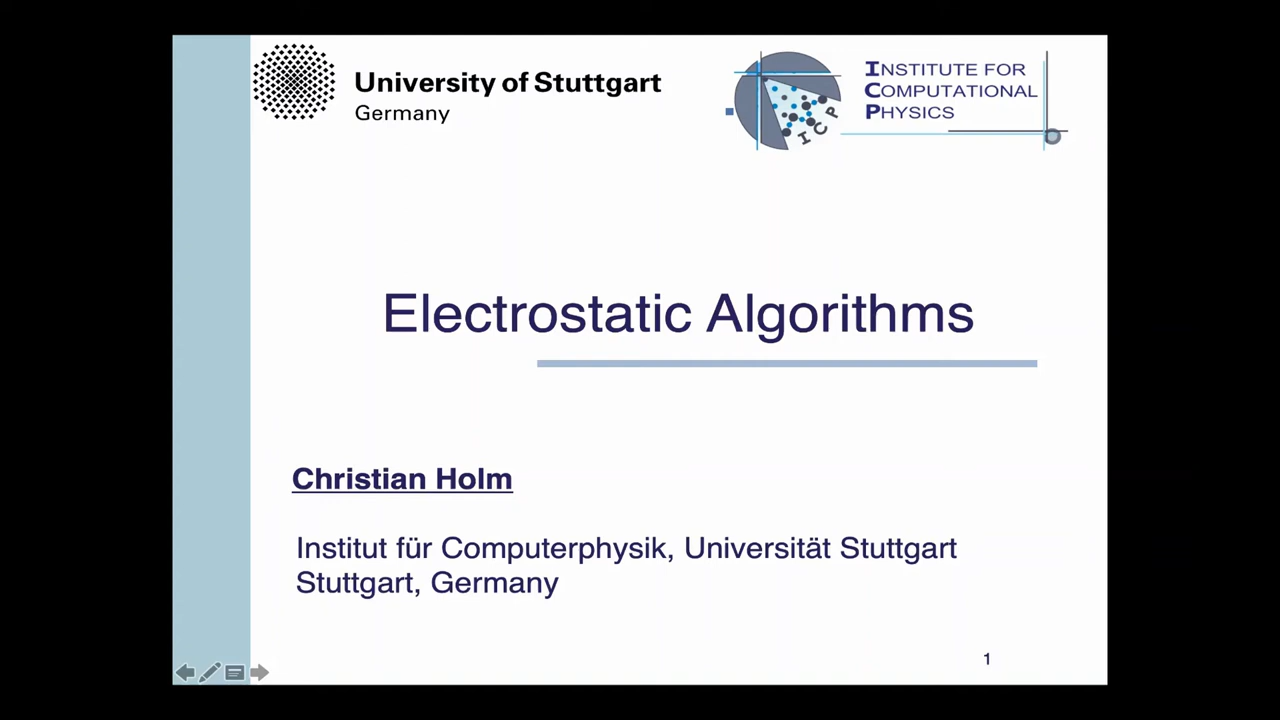 University of Stuttgart
Germany
INSTITUTE FOR
COMPUTATIONAL
PHYSICS
ICP
Electrostatic Algorithms
Christian Holm
Institut für Computerphysik, Universität Stuttgart
Stuttgart, Germany
1